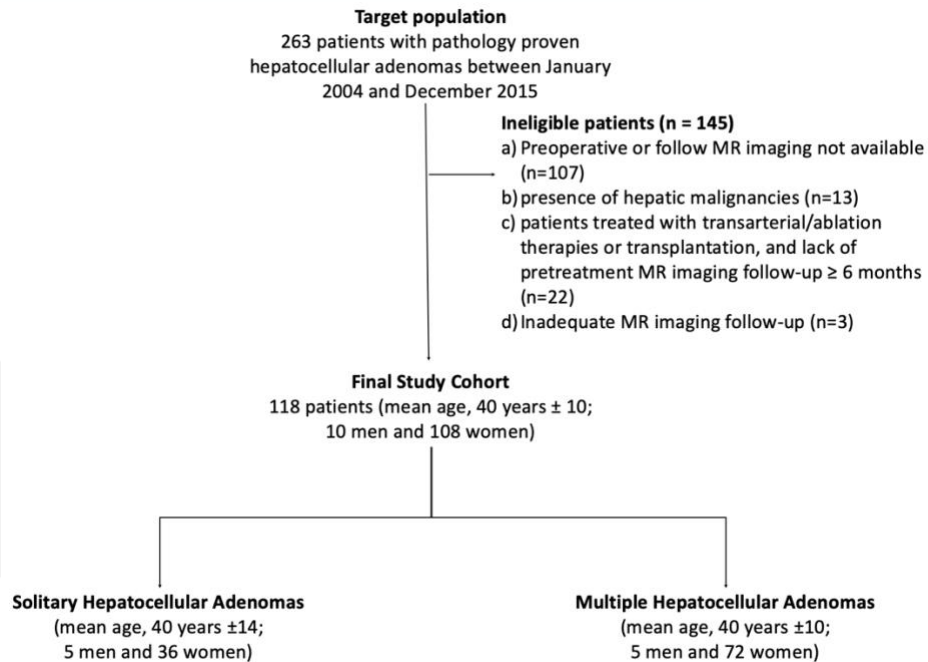 Target population
263 patients with pathology proven
hepatocellular adenomas between January
2004 and December 2015
Ineligible patients (n = 145)
a) Preoperative or follow MR imaging not available
(n=107)
b) presence of hepatic malignancies (n=13)
c) patients treated with transarterial/ablation
therapies or transplantation, and lack of
pretreatment MR imaging follow-up ≥ 6 months
(n=22)
d) Inadequate MR imaging follow-up (n=3)
Final Study Cohort
118 patients (mean age, 40 years ± 10;
10 men and 108 women)
Solitary Hepatocellular Adenomas
(mean age, 40 years ±14;
5 men and 36 women)
Multiple Hepatocellular Adenomas
(mean age, 40 years ±10;
5 men and 72 women)